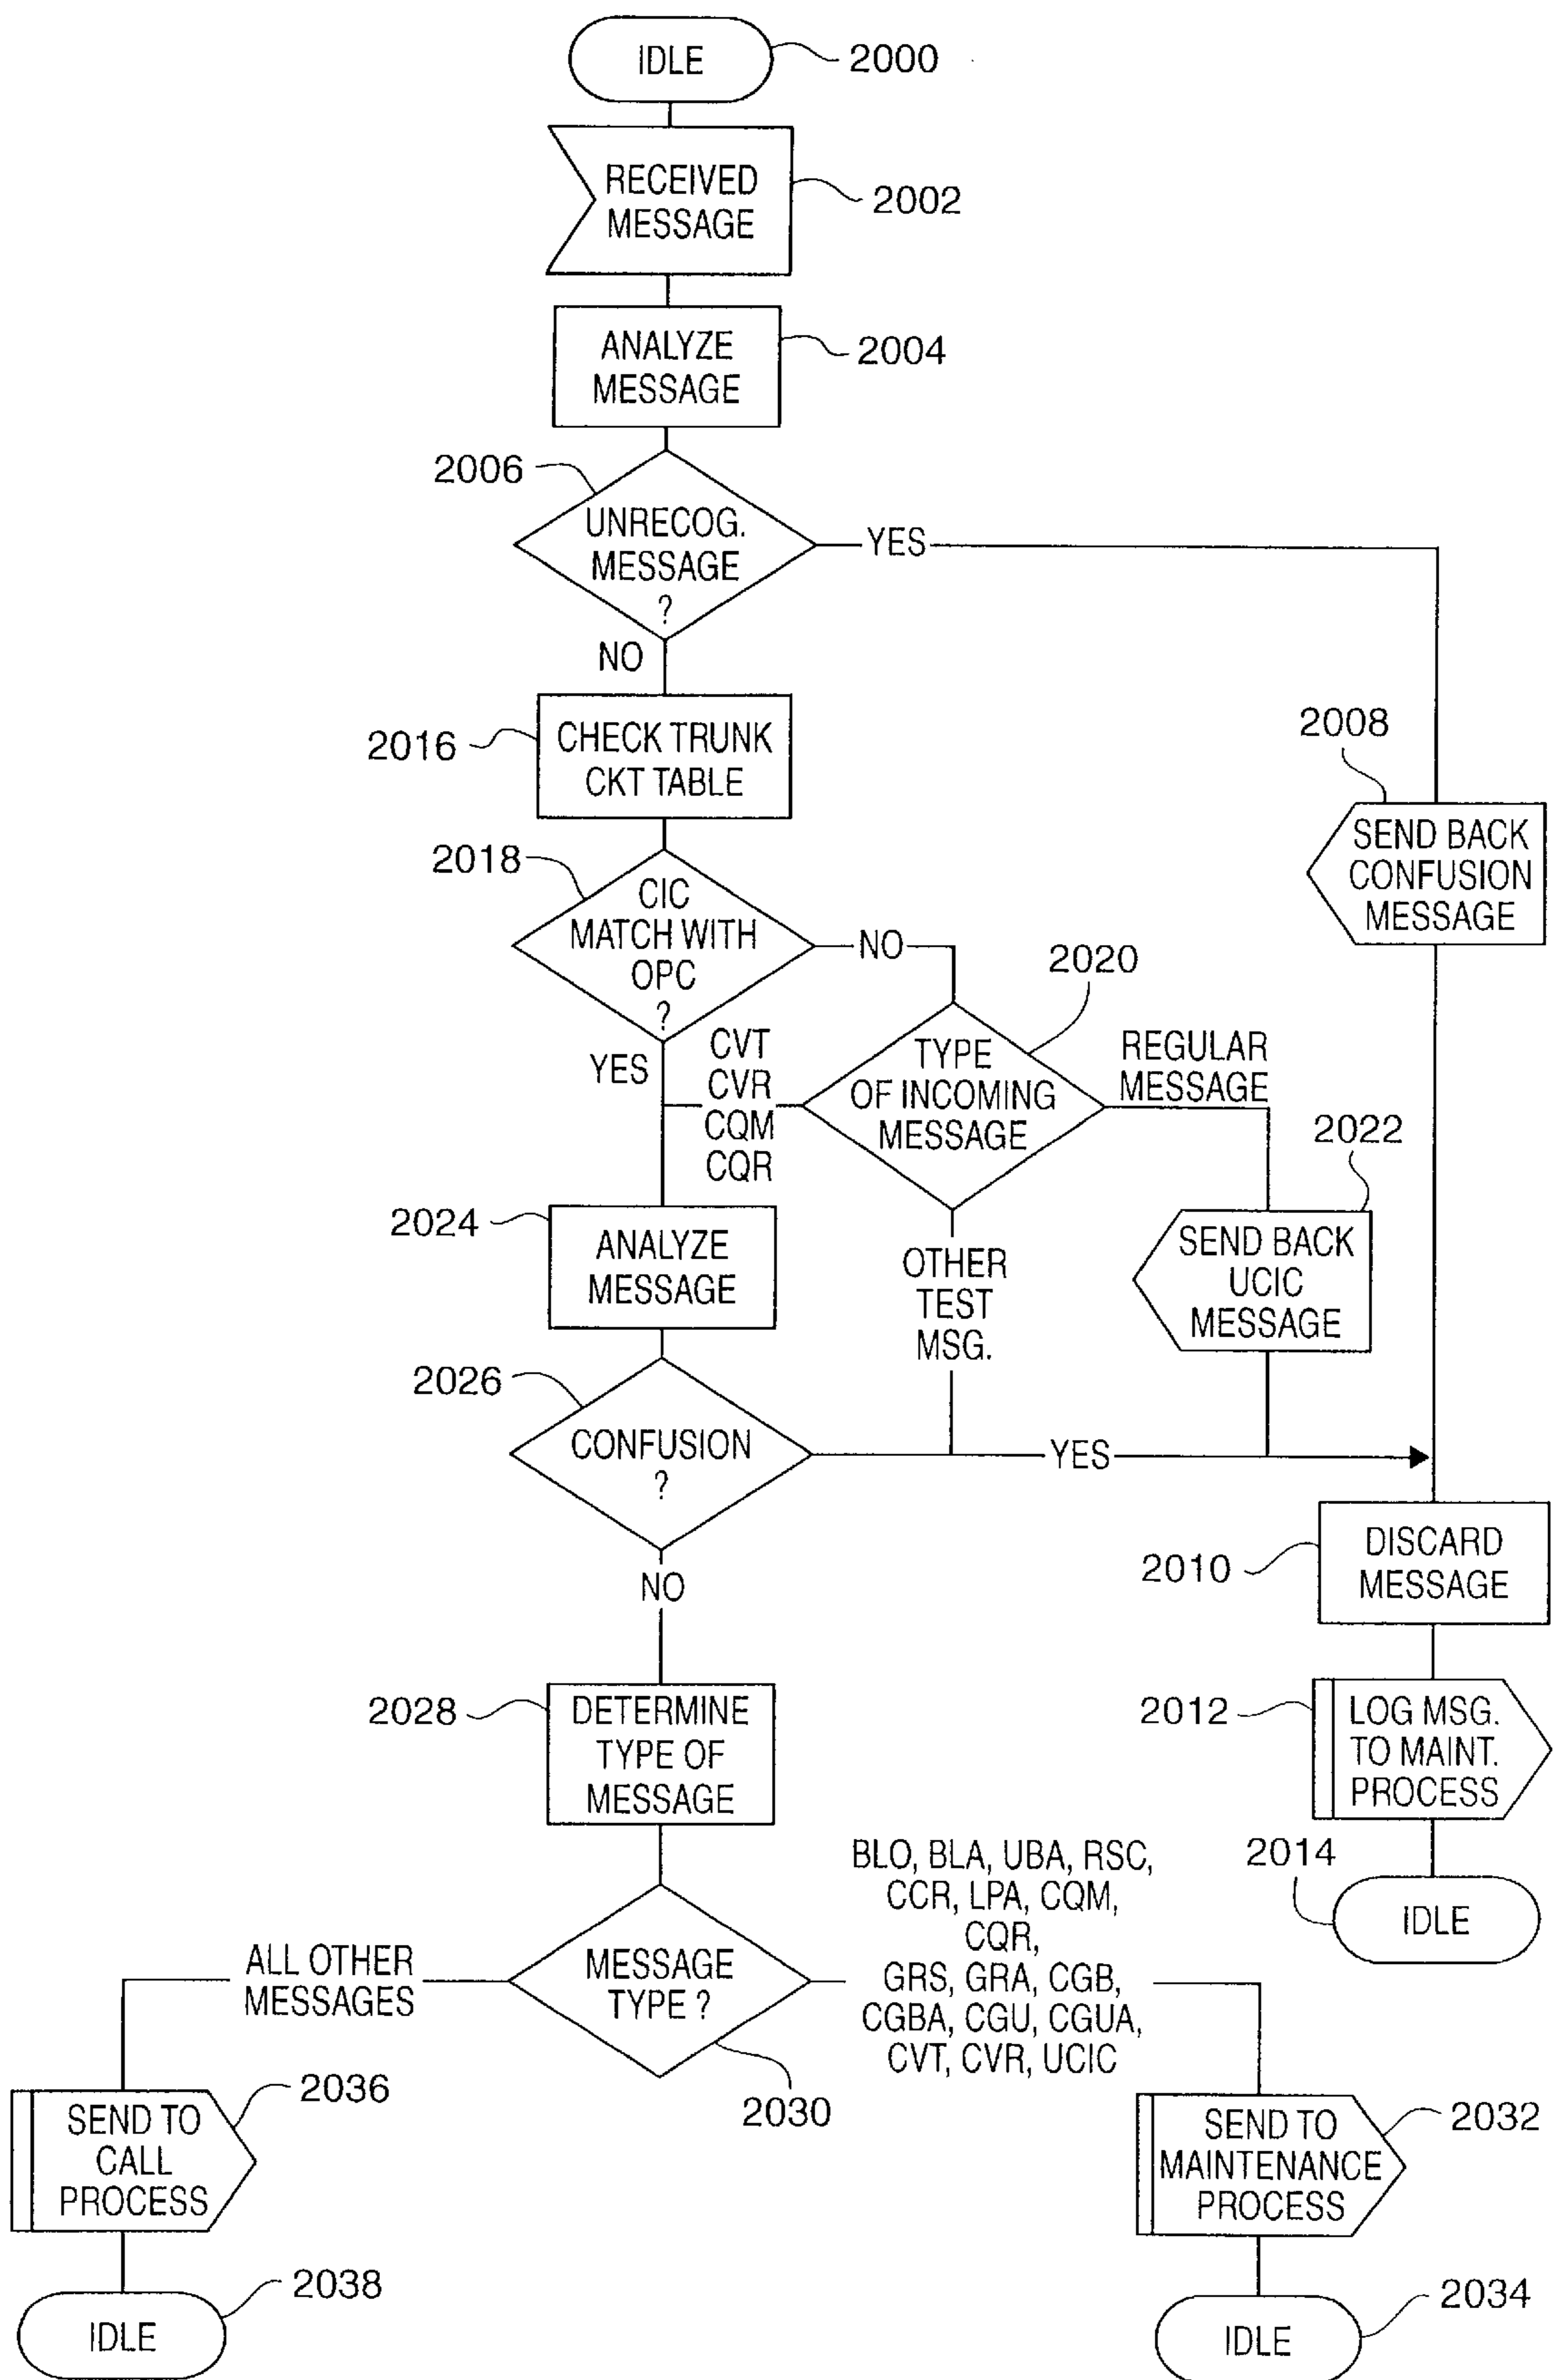 IDLE
2000
RECEIVED
MESSAGE
2002
ANALYZE
MESSAGE
2004
2006
UNRECOG.
MESSAGE
?
YES
NO
2016
CHECK TRUNK
CKT TABLE
2008
SEND BACK
CONFUSION
MESSAGE
2018
CIC
MATCH WITH
OPC
?
NO
2020
YES
CVT
CVR
CQM
CQR
TYPE
OF INCOMING
MESSAGE
REGULAR
MESSAGE
2022
SEND BACK
UCIC
MESSAGE
2024
ANALYZE
MESSAGE
OTHER
TEST
MSG.
2026
CONFUSION
?
YES
NO
2010
DISCARD
MESSAGE
2028
DETERMINE
TYPE OF
MESSAGE
2012
LOG MSG.
TO MAINT.
PROCESS
2014
IDLE
MESSAGE
TYPE ?
2030
ALL OTHER
MESSAGES
BLO, BLA, UBA, RSC,
CCR, LPA, CQM,
CQR,
GRS, GRA, CGB,
CGBA, CGU, CGUA,
CVT, CVR, UCIC
2036
SEND TO
CALL
PROCESS
2032
SEND TO
MAINTENANCE
PROCESS
2038
IDLE
2034
IDLE